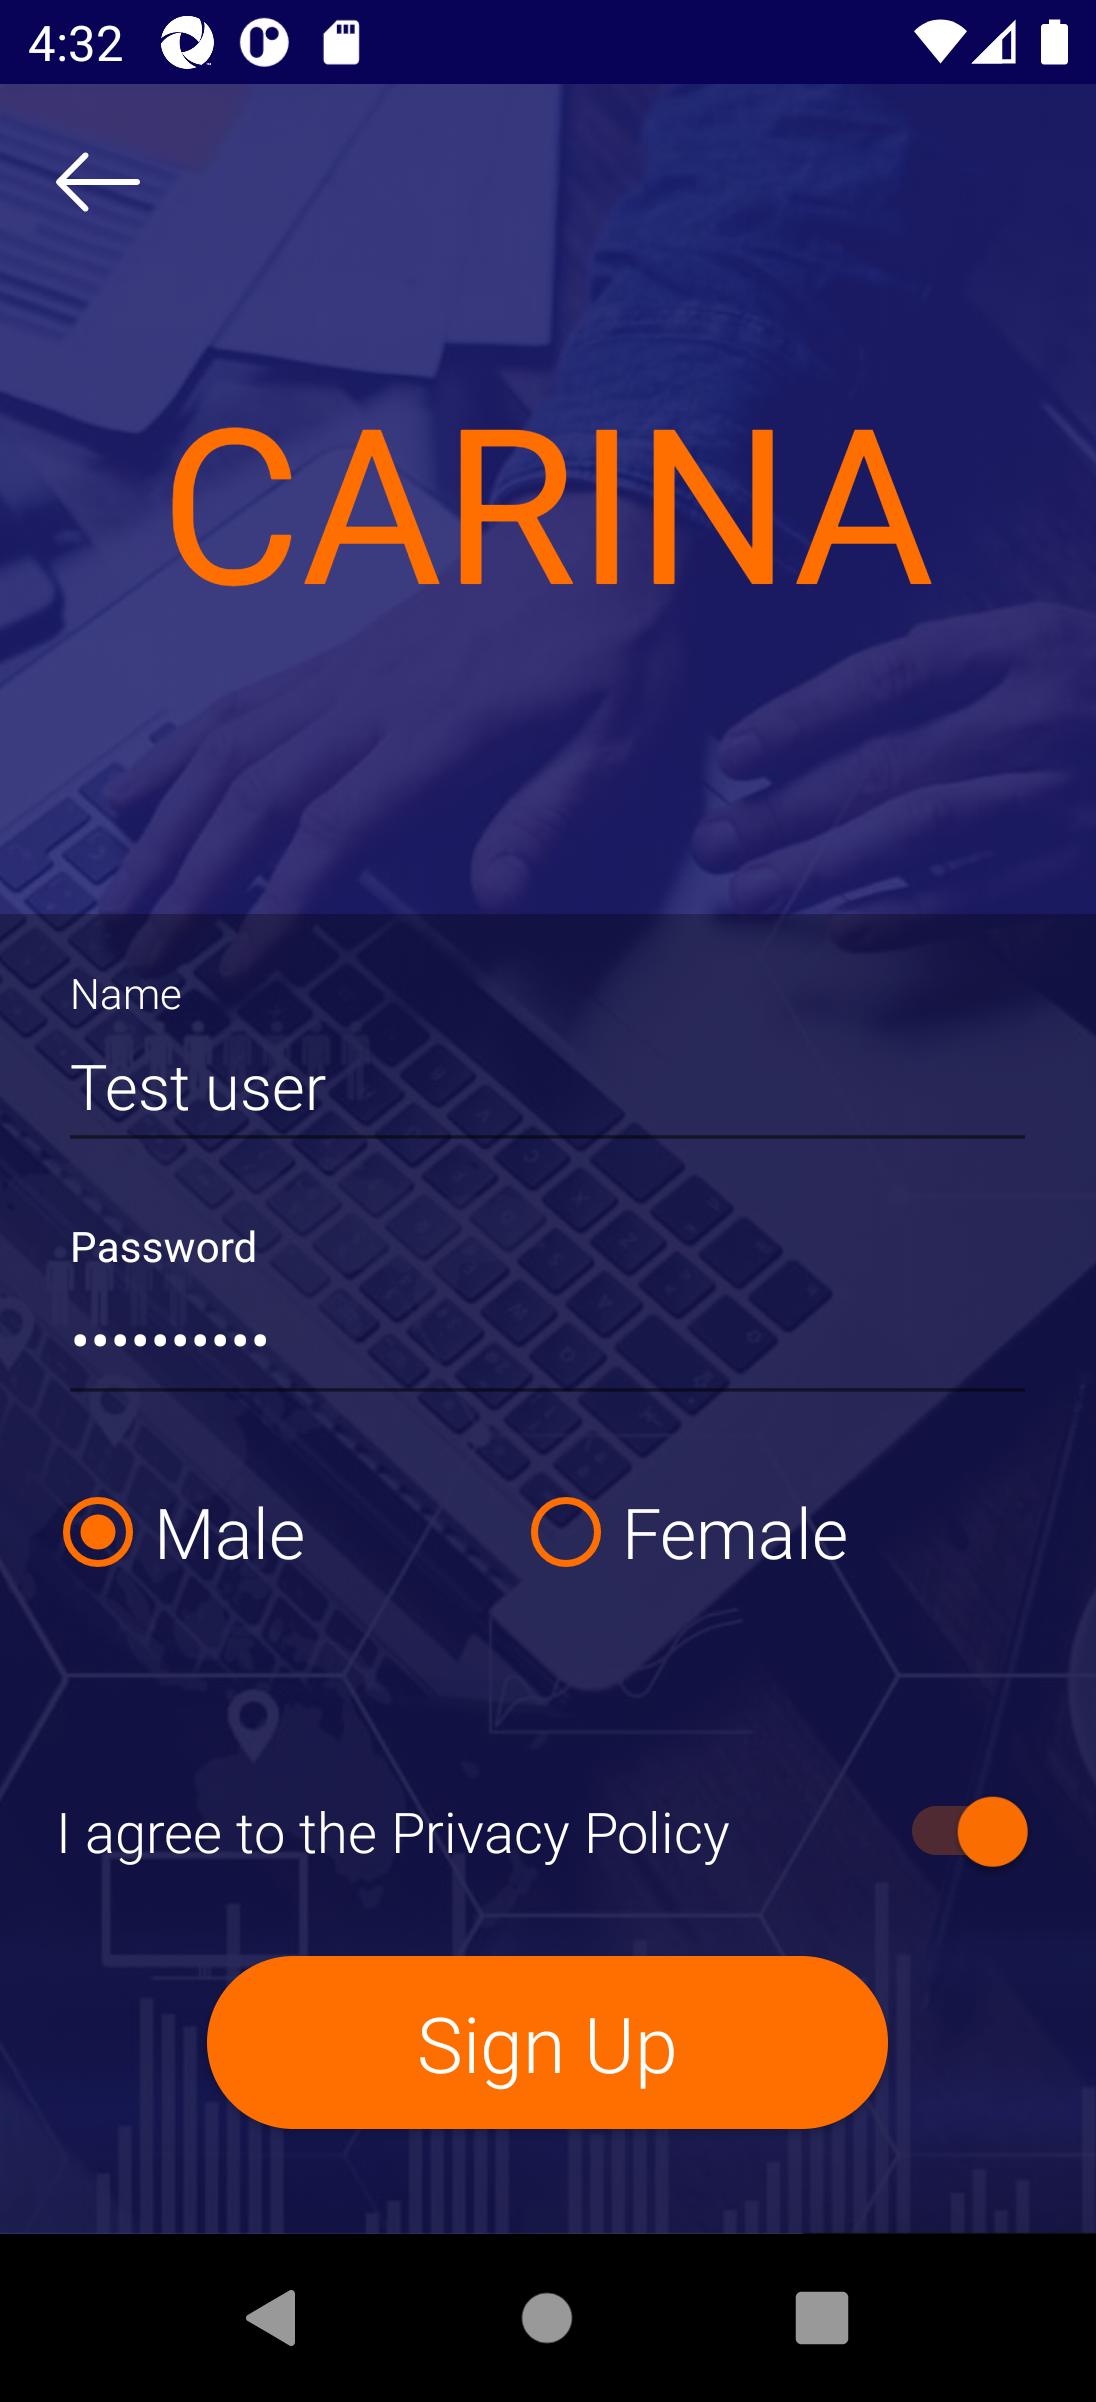 4:32
CARINA
Name
Test user
Password
••••••••••
Male
Female
I agree to the Privacy Policy
Sign Up